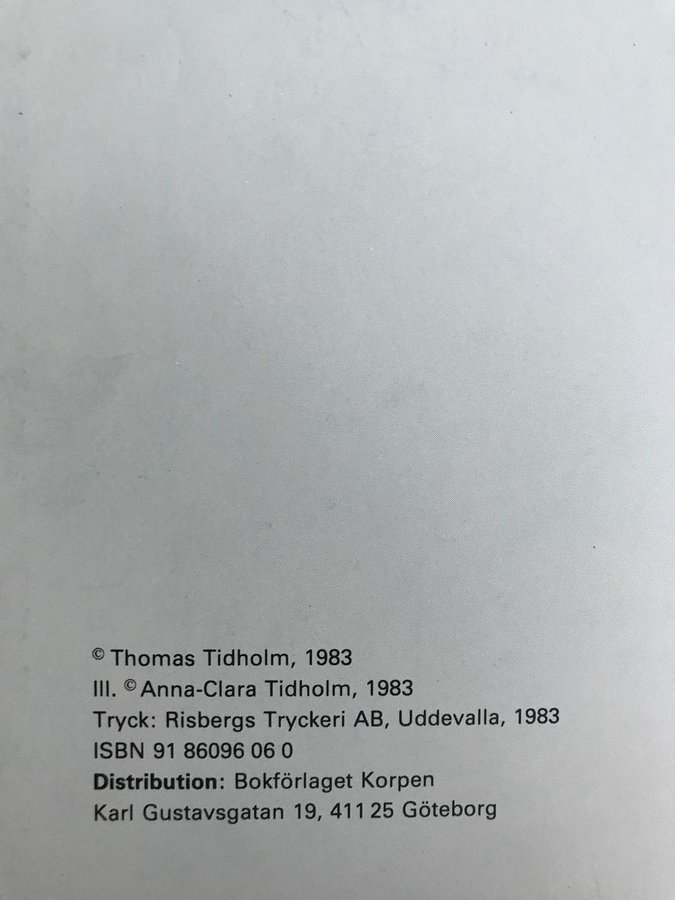 © Thomas Tidholm, 1983
Ill. © Anna-Clara Tidholm, 1983
Tryck: Risbergs Tryckeri AB, Uddevalla, 1983
ISBN 91 86096 06 0
Distribution: Bokförlaget Korpen
Karl Gustavsgatan 19, 411 25 Göteborg